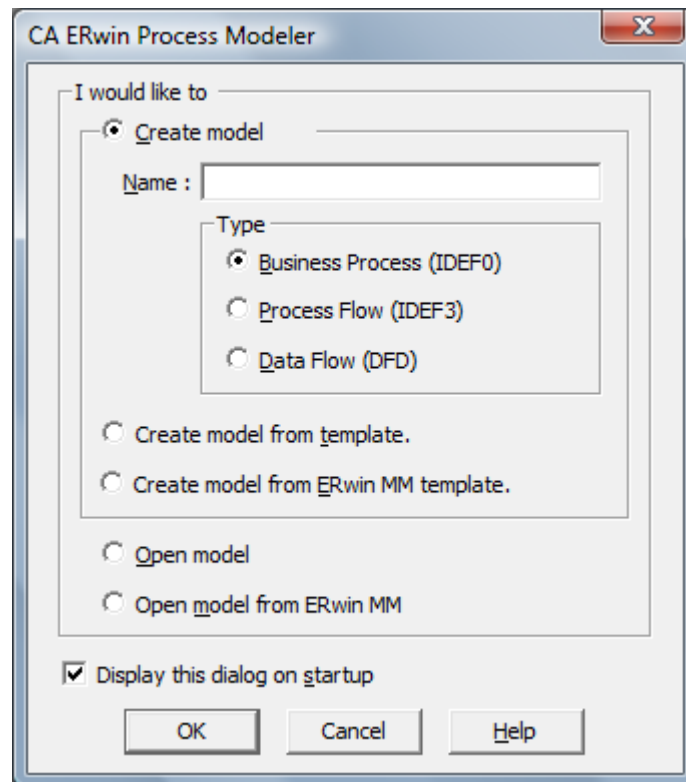 CA ERwin Process Modeler
I would like to
Create model
Name :
Type
Business Process (IDEF0)
Process Flow (IDEF3)
Data Flow (DFD)
Create model from template.
Create model from ERwin MM template.
Open model
Open model from ERwin MM
Display this dialog on startup
OK Cancel Help